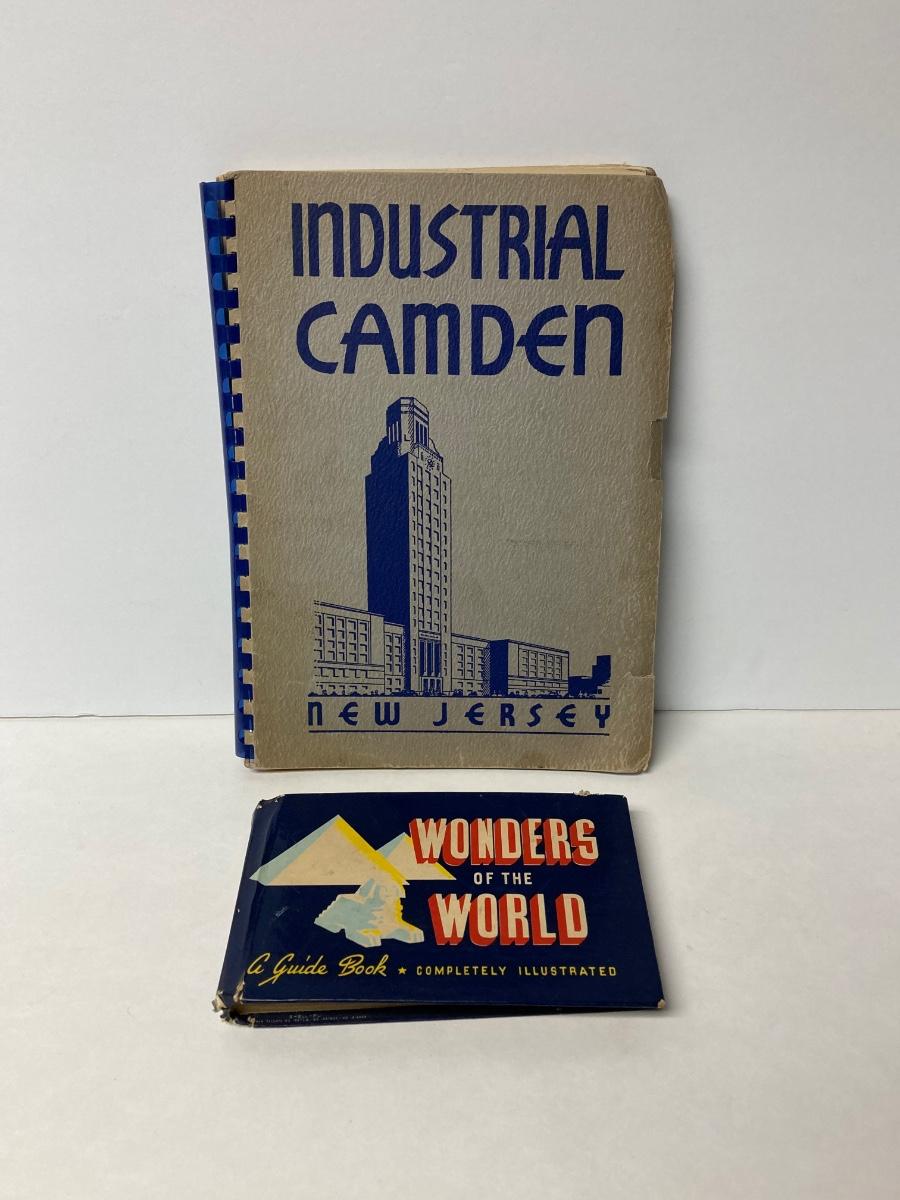 INDUSTRIAL
CAMDEN
NEW JERSEY
WONDERS
OF THE
WORLD
A Guide Book ★ COMPLETELY ILLUSTRATED